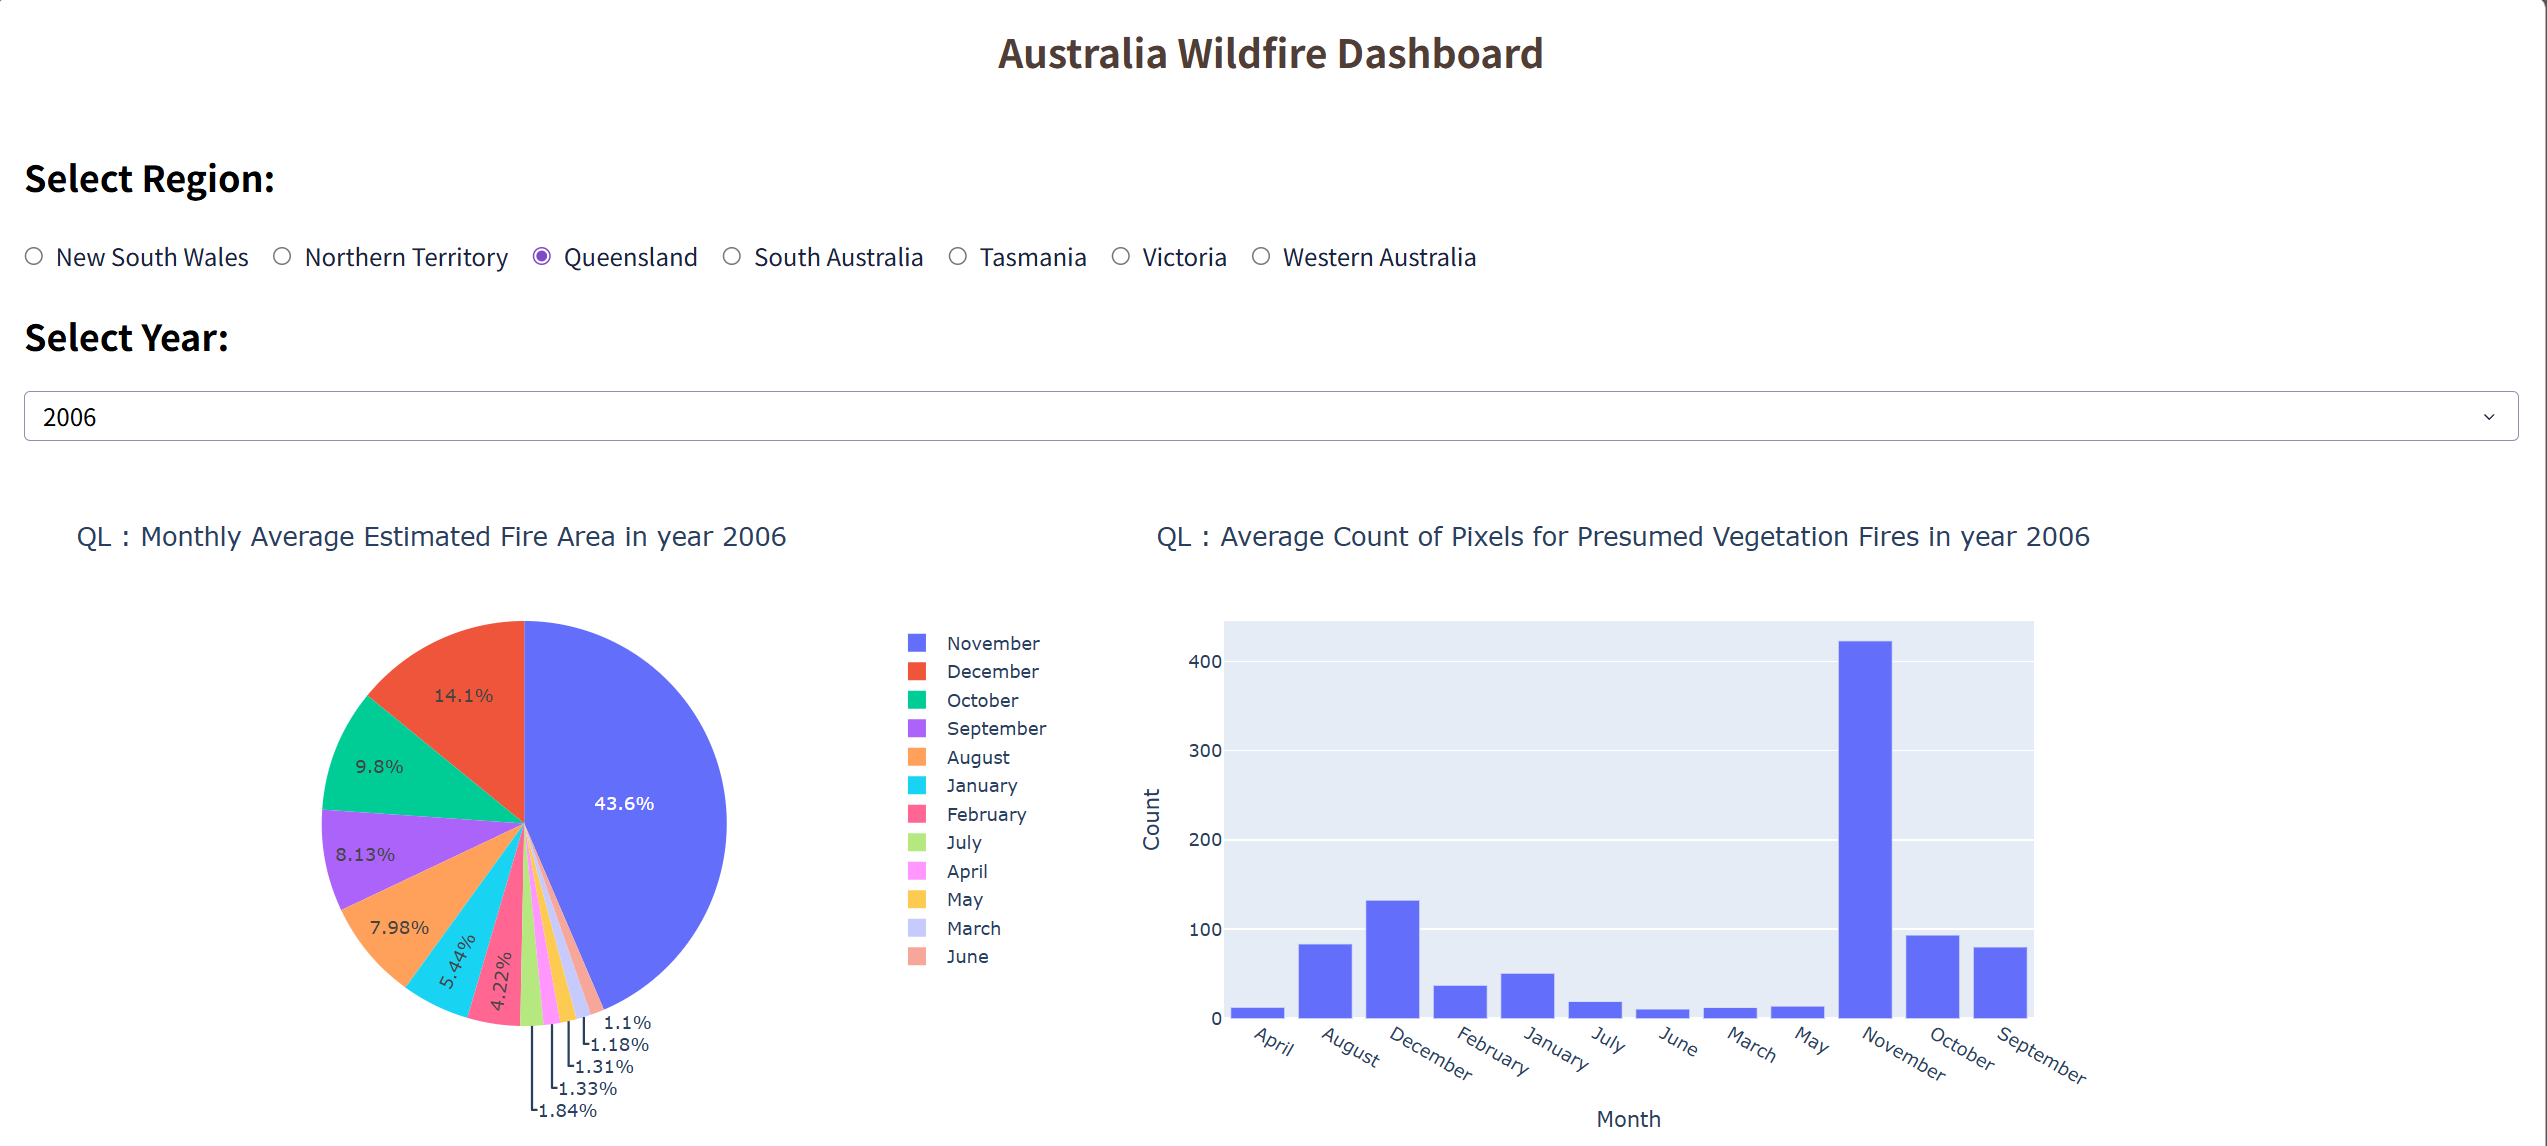 Australia Wildfire Dashboard
Select Region:
New South Wales Northern Territory Queensland South Australia Tasmania Victoria Western Australia
Select Year:
2006
QL : Monthly Average Estimated Fire Area in year 2006
43.6%
14.1%
9.8%
8.13%
7.98%
5.44%
4.22%
1.84%
1.33%
1.31%
1.18%
1.1%
November
December
October
September
August
January
February
July
April
May
March
June
QL : Average Count of Pixels for Presumed Vegetation Fires in year 2006
Count
400
300
200
100
0
April August December February January July June March May November October September
Month